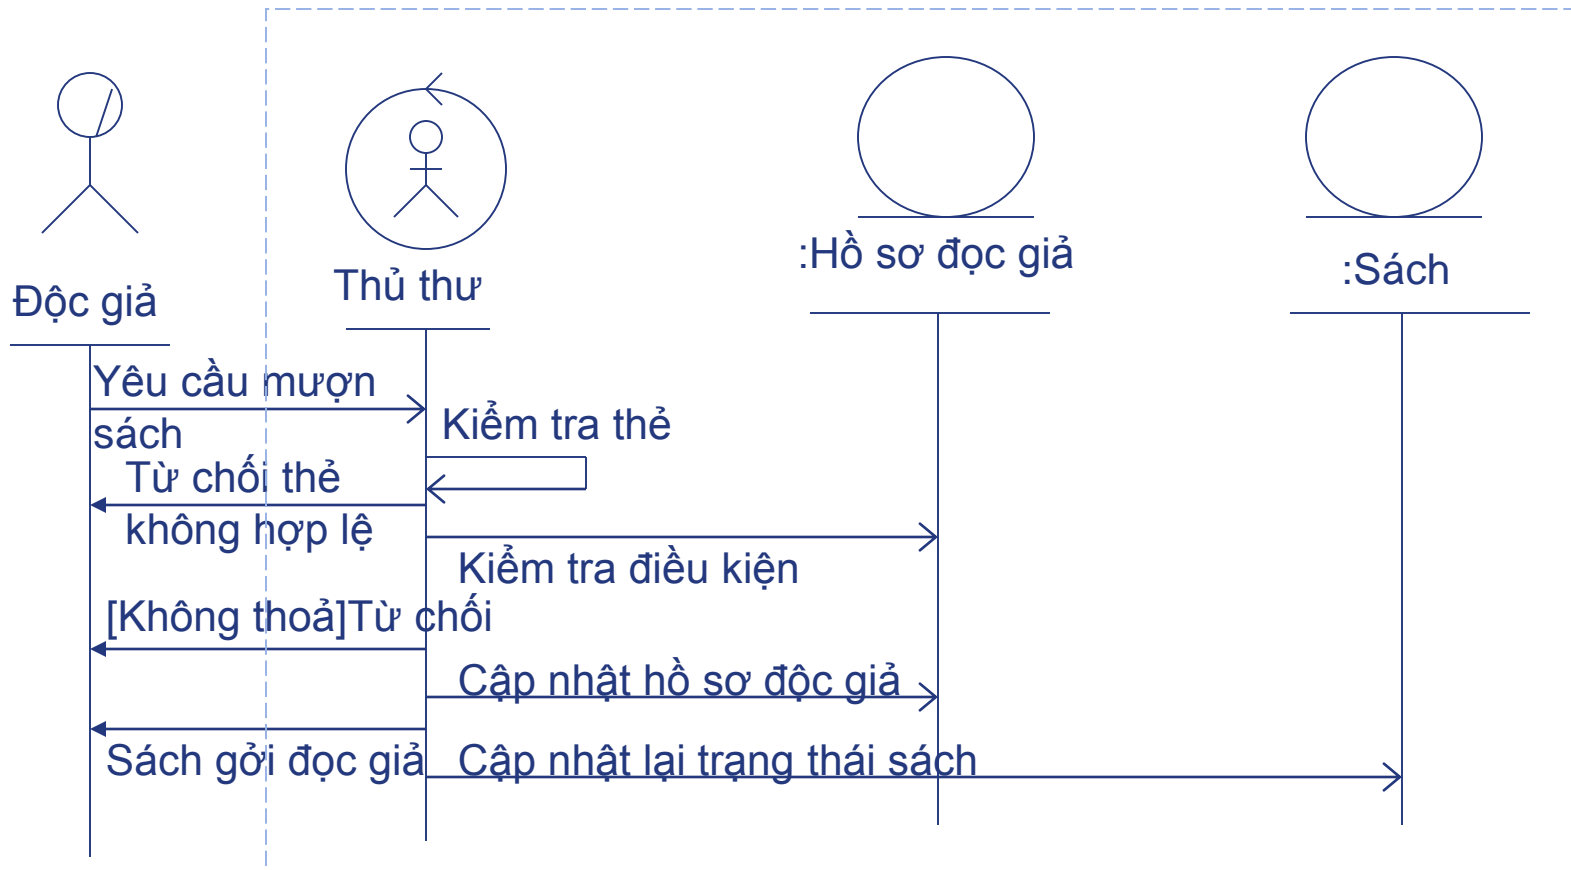 :Hồ sơ đọc giả
:Sách
Thủ thư
Độc giả
Yêu cầu mượn
sách
Kiểm tra thẻ
Từ chối thẻ
không hợp lệ
Kiểm tra điều kiện
[Không thoả]Từ chối
Cập nhật hồ sơ độc giả
Sách gởi đọc giả
Cập nhật lại trạng thái sách